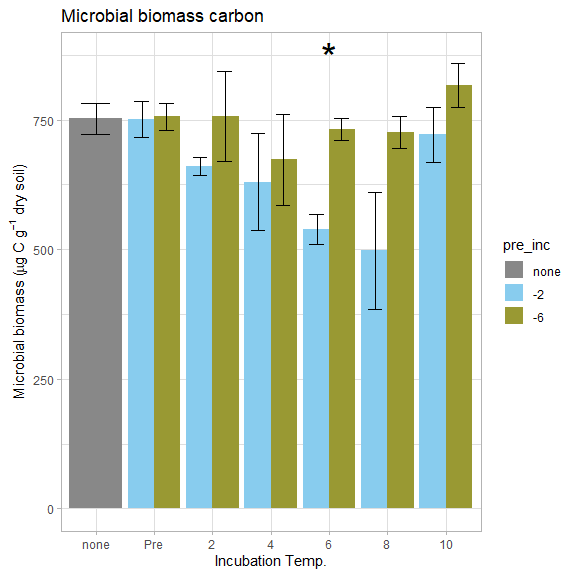 Microbial biomass carbon
*
Microbial biomass (μg C g⁻¹ dry soil)
750
500
250
0
none Pre 2 4 6 8 10
Incubation Temp.
pre_inc
none
-2
-6